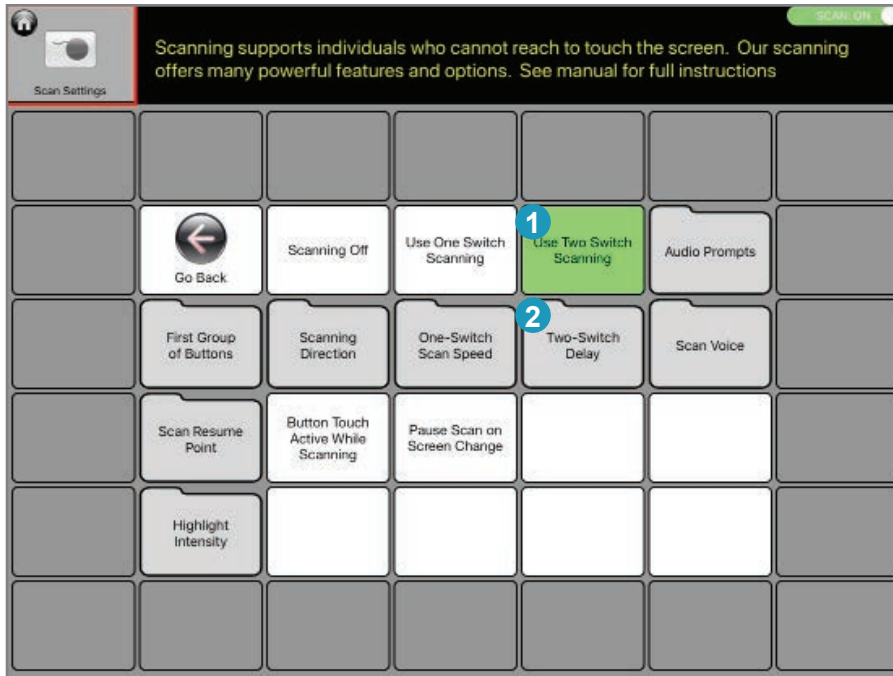 SCAN: ON
Scanning supports individuals who cannot reach to touch the screen. Our scanning
offers many powerful features and options. See manual for full instructions
Scan Settings
1
Go Back
Scanning Off
Use One Switch
Scanning
Use Two Switch
Scanning
Audio Prompts
2
First Group
of Buttons
Scanning
Direction
One-Switch
Scan Speed
Two-Switch
Delay
Scan Voice
Scan Resume
Point
Button Touch
Active While
Scanning
Pause Scan on
Screen Change
Highlight
Intensity